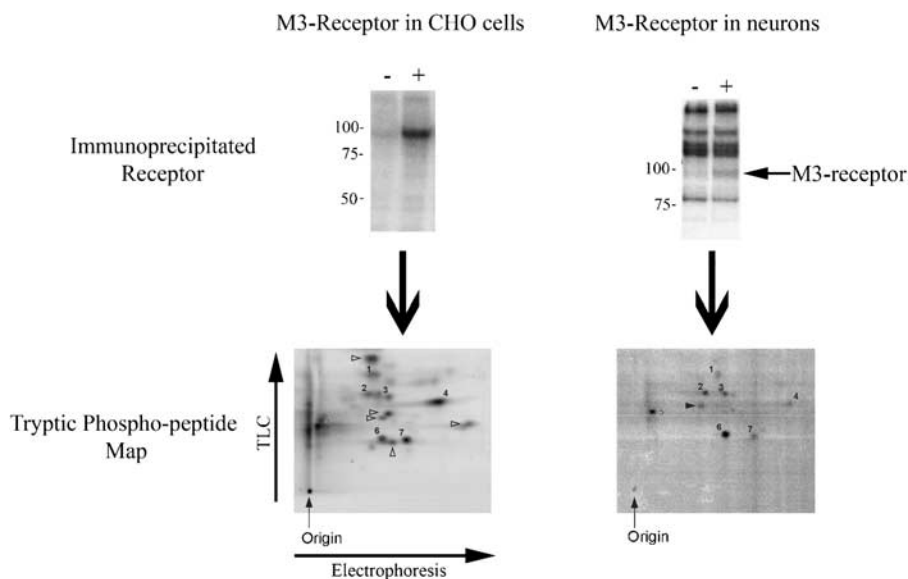 M3-Receptor in CHO cells
M3-Receptor in neurons
- +
- +
Immunoprecipitated
Receptor
100-
75-
50-
100-
75-
M3-receptor
Tryptic Phospho-peptide
Map
TLC
1
2 3
4
6 7
Origin
Electrophoresis
1
2 3
4
6
7
Origin